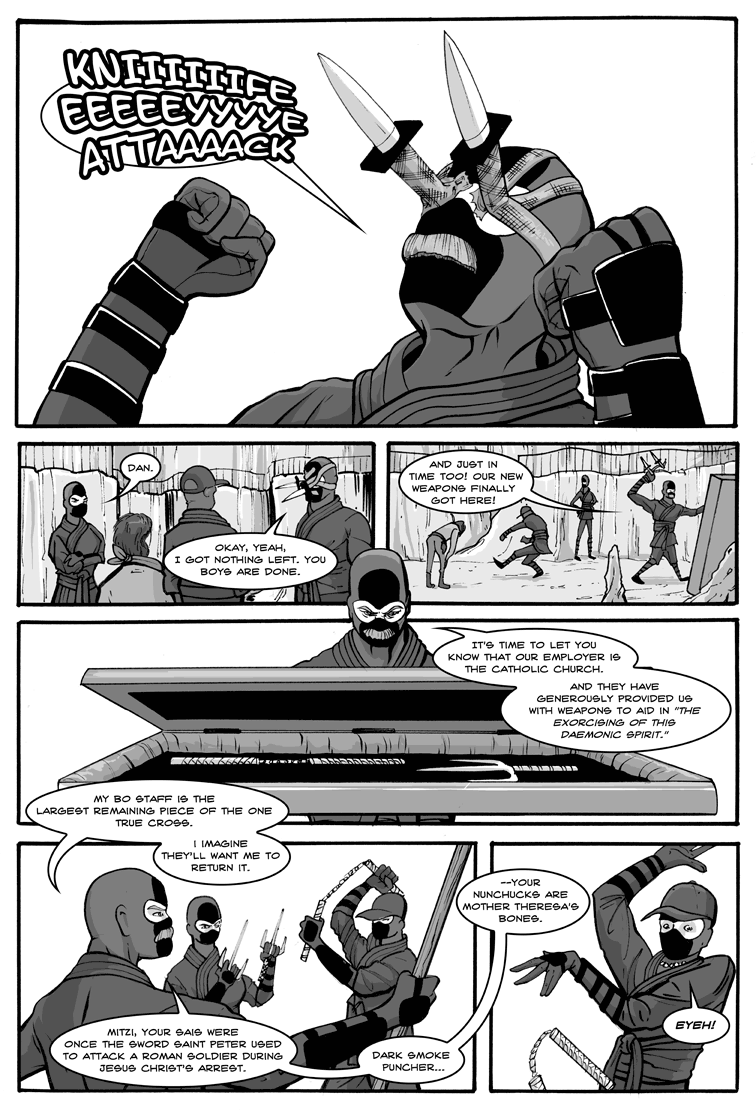 KNIIIIIIFE
EEEEEYYYYE
ATTAAAACK
DAN.
OKAY, YEAH,
I GOT NOTHING LEFT. YOU
BOYS ARE DONE.
AND JUST IN
TIME TOO! OUR NEW
WEAPONS FINALLY
GOT HERE!
IT'S TIME TO LET YOU
KNOW THAT OUR EMPLOYER IS
THE CATHOLIC CHURCH.
AND THEY HAVE
GENEROUSLY PROVIDED US
WITH WEAPONS TO AID IN "THE
EXORCISING OF THIS
DAEMONIC SPIRIT."
MY BO STAFF IS THE
LARGEST REMAINING PIECE OF THE ONE
TRUE CROSS.
I IMAGINE
THEY'LL WANT ME TO
RETURN IT.
MITZI, YOUR SAIS WERE
ONCE THE SWORD SAINT PETER USED
TO ATTACK A ROMAN SOLDIER DURING
JESUS CHRIST'S ARREST.
DARK SMOKE
PUNCHER...
--YOUR
NUNCHUCKS ARE
MOTHER THERESA'S
BONES.
EYEH!